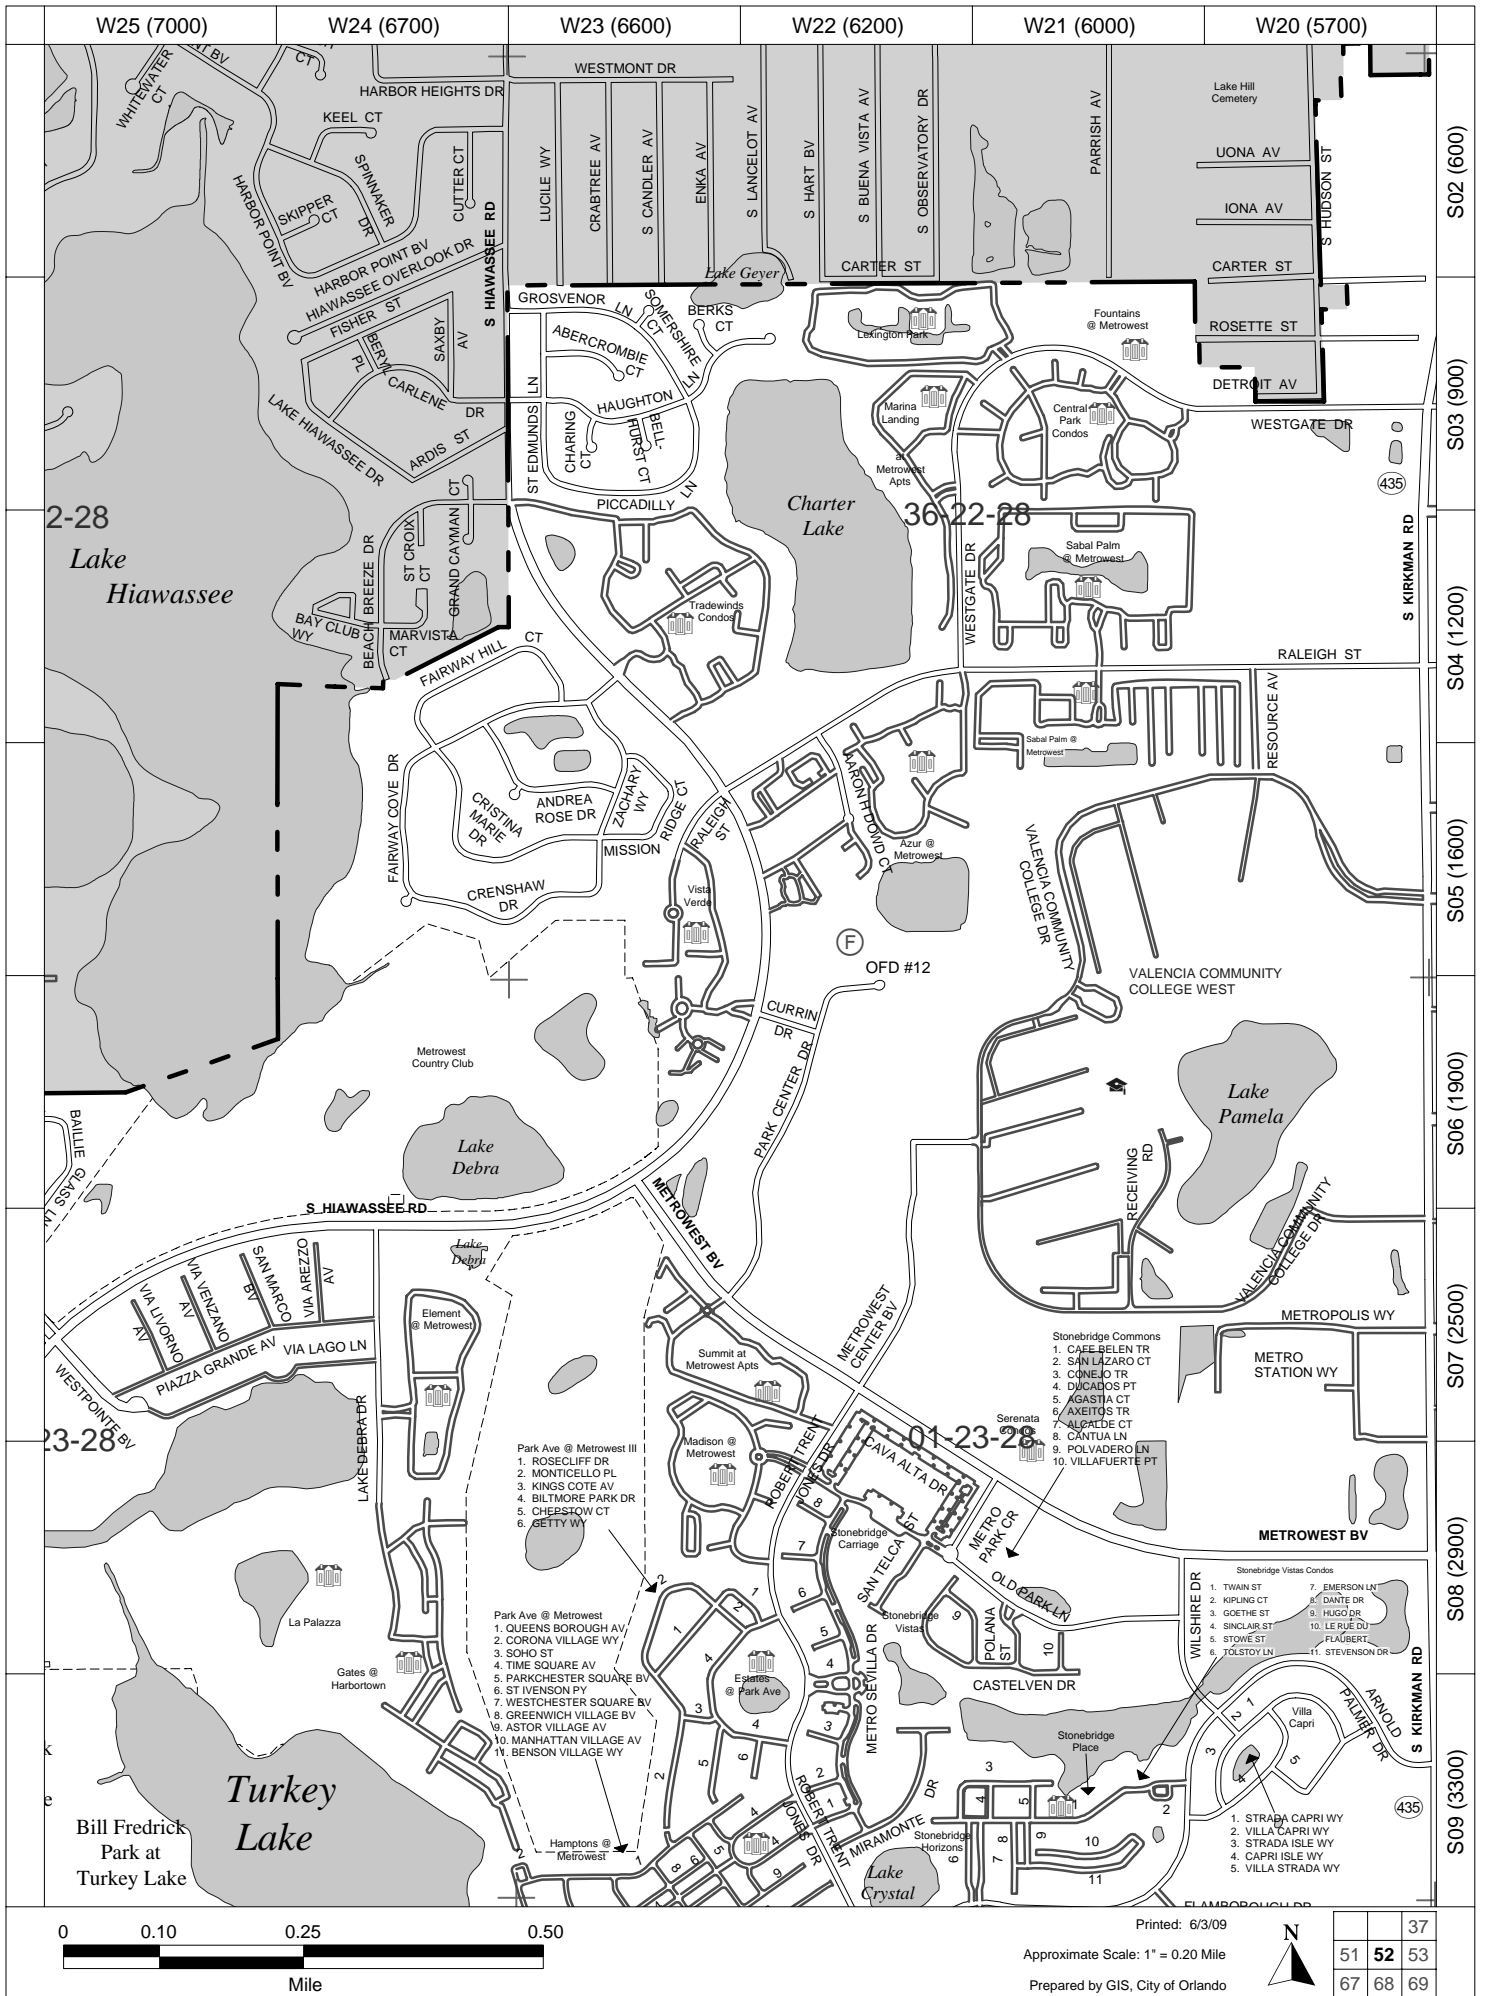 W25 (7000)
W24 (6700)
W23 (6600)
W22 (6200)
W21 (6000)
W20 (5700)
S02 (600)
S03 (900)
S04 (1200)
S05 (1600)
S06 (1900)
S07 (2500)
S08 (2900)
S09 (3300)
WHITEWATER
CT
NT BV
CT
WESTMONT DR
HARBOR HEIGHTS DR
KEEL CT
SPINNAKER
DR
CUTTER CT
SKIPPER
CT
HARBOR POINT BV
HARBOR POINT BV
HIAWASSEE OVERLOOK DR
S HIAWASSEE RD
LUCILE WY
CRABTREE AV
S CANDLER AV
ENKA AV
S LANCELOT AV
S HART BV
S BUENA VISTA AV
S OBSERVATORY DR
PARRISH AV
Lake Hill
Cemetery
UONA AV
IONA AV
S HUDSON ST
CARTER ST
CARTER ST
Lake Geyer
FISHER ST
SAXBY
AV
BERYL
PL
CARLENE
DR
LAKE HIAWASSEE DR
ARDIS ST
GROSVENOR
LN
SOMERSHIRE
CT
BERKS
CT
ABERCROMBIE
CT
HAUGHTON
LN
ST EDMUNDS LN
CHARING
CT
BELL-
HURST CT
PICCADILLY
LN
Lexington Park
Fountains
@ Metrowest
ROSETTE ST
DETROIT AV
WESTGATE DR
Marina
Landing
at
Metrowest
Apts
Central
Park
Condos
435
2-28
Lake
Hiawassee
Charter
Lake
36-22-28
S KIRKMAN RD
BEACH BREEZE DR
ST CROIX
CT
GRAND CAYMAN CT
BAY CLUB
WY
MARVISTA
CT
Tradewinds
Condos
WESTGATE DR
Sabal Palm
@ Metrowest
FAIRWAY HILL
CT
RALEIGH ST
Sabal Palm @
Metrowest
RESOURCE AV
FAIRWAY COVE DR
CRISTINA
MARIE
DR
ANDREA
ROSE DR
ZACHARY
WY
MISSION
RIDGE CT
RALEIGH
ST
AARON H DOWD CT
Azur @
Metrowest
CRENSHAW
DR
Vista
Verde
VALENCIA COMMUNITY
COLLEGE DR
F
OFD #12
VALENCIA COMMUNITY
COLLEGE WEST
CURRIN
DR
PARK CENTER DR
Metrowest
Country Club
Lake
Debra
Lake
Pamela
BAILLIE GLASS LN
RECEIVING
RD
S HIAWASSEE RD
METROWEST BV
VALENCIA COMMUNITY
COLLEGE DR
Lake
Debra
VIA LIVORNO
AV
VIA VENZANO
AV
SAN MARCO
BV
VIA AREZZO
AV
PIAZZA GRANDE AV
VIA LAGO LN
WESTPOINTE BV
Element
@ Metrowest
LAKE DEBRA DR
Summit at
Metrowest Apts
METROWEST
CENTER BV
METROPOLIS WY
METRO
STATION WY
Stonebridge Commons
1. CAFE BELEN TR
2. SAN LAZARO CT
3. CONEJO TR
4. DUCADOS PT
5. AGASTIA CT
6. AXEITOS TR
7. ALCALDE CT
8. CANTUA LN
9. POLVADERO LN
10. VILLAFUERTE PT
Serenata
Condos
01-23-28
23-28
Madison @
Metrowest
ROBERT TRENT
JONES DR
CAVA ALTA DR
Park Ave @ Metrowest III
1. ROSECLIFF DR
2. MONTICELLO PL
3. KINGS COTE AV
4. BILTMORE PARK DR
5. CHEPSTOW CT
6. GETTY WY
Stonebridge
Carriage
SAN TELCA ST
METRO
PARK CR
METROWEST BV
OLD PARK LN
WILSHIRE DR
Stonebridge Vistas Condos
1. TWAIN ST
2. KIPLING CT
3. GOETHE ST
4. SINCLAIR ST
5. STOWE ST
6. TOLSTOY LN
7. EMERSON LN
8. DANTE DR
9. HUGO DR
10. LE RUE DU
FLAUBERT
11. STEVENSON DR
La Palazza
Park Ave @ Metrowest
1. QUEENS BOROUGH AV
2. CORONA VILLAGE WY
3. SOHO ST
4. TIME SQUARE AV
5. PARKCHESTER SQUARE BV
6. ST IVENSON PY
7. WESTCHESTER SQUARE BV
8. GREENWICH VILLAGE BV
9. ASTOR VILLAGE AV
10. MANHATTAN VILLAGE AV
11. BENSON VILLAGE WY
Gates @
Harbortown
Estates
@ Park Ave
METRO SEVILLA DR
Stonebridge
Vistas
POLANA
ST
CASTELVEN DR
S KIRKMAN RD
ARNOLD
PALMER DR
Villa
Capri
Stonebridge
Place
Turkey
Lake
Bill Fredrick
Park at
Turkey Lake
Hamptons @
Metrowest
ROBERT TRENT
JONES DR
MIRAMONTE
DR
Stonebridge
Horizons
Lake
Crystal
435
1. STRADA CAPRI WY
2. VILLA CAPRI WY
3. STRADA ISLE WY
4. CAPRI ISLE WY
5. VILLA STRADA WY
FLAMBOROUGH DR
0 0.10 0.25 0.50
Mile
Printed: 6/3/09
Approximate Scale: 1" = 0.20 Mile
Prepared by GIS, City of Orlando
N
37
51 52 53
67 68 69